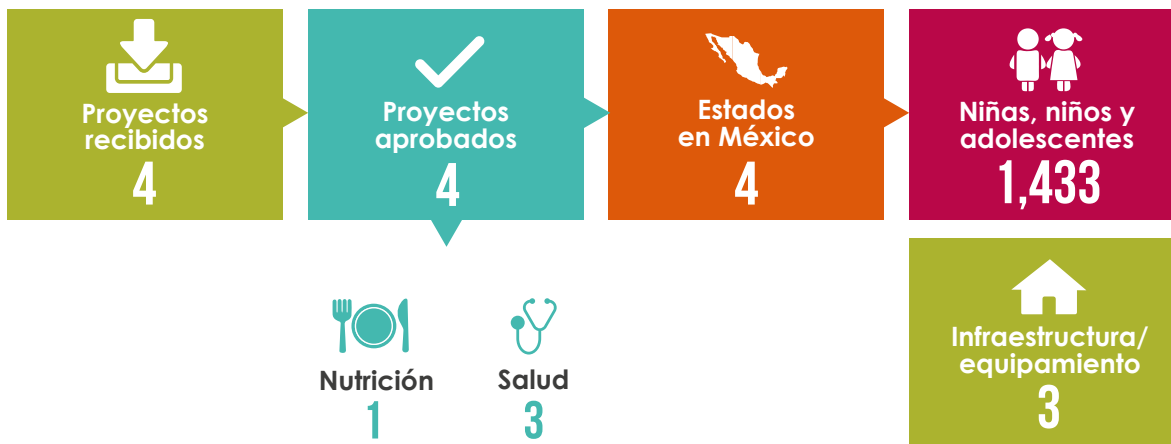 Proyectos
recibidos
4
Proyectos
aprobados
4
Estados
en México
4
Niñas, niños y
adolescentes
1,433
Nutrición
1
Salud
3
Infraestructura/
equipamiento
3